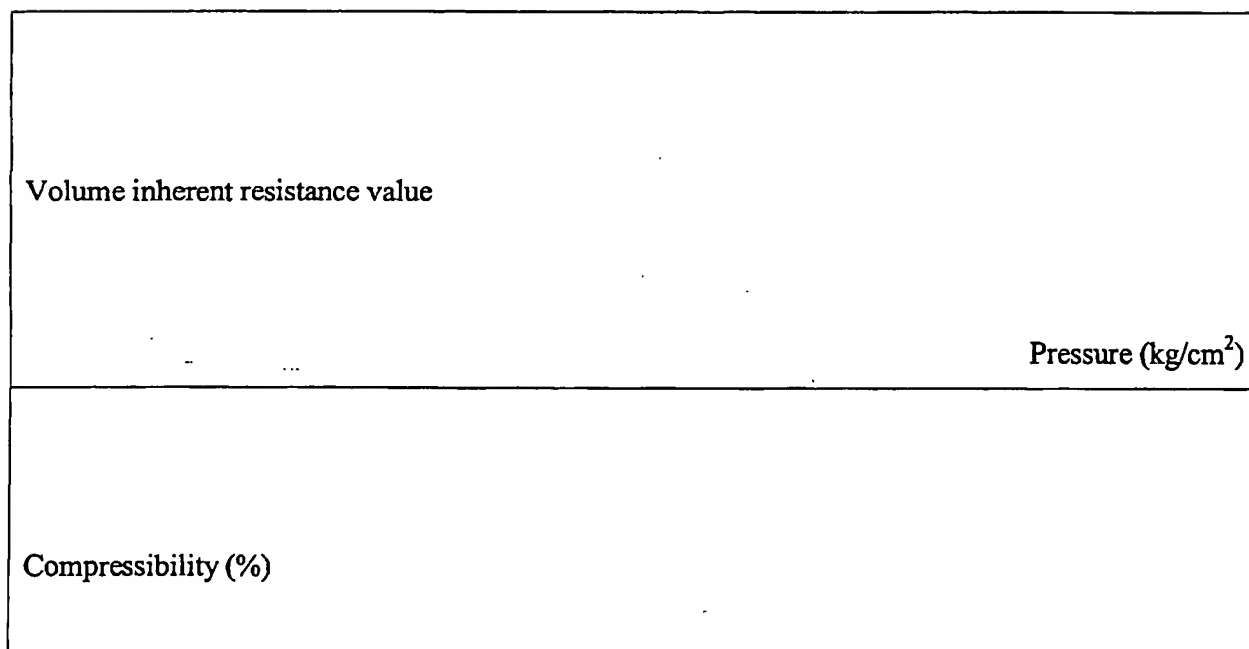 Volume inherent resistance value
Pressure (kg/cm²)
Compressibility (%)